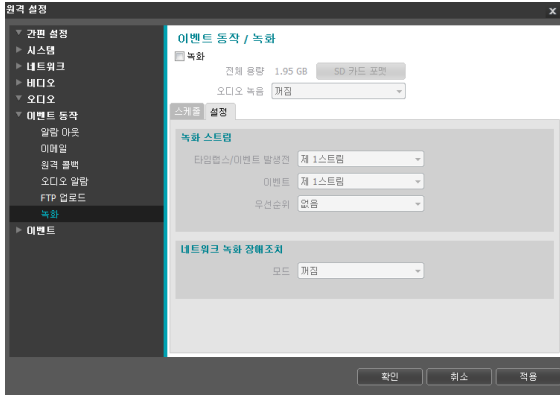 원격 설정
x
간편 설정
시스템
네트워크
비디오
오디오
이벤트 동작
알람 아웃
이메일
원격 콜백
오디오 알람
FTP 업로드
녹화
이벤트
이벤트 동작 / 녹화
녹화
전체 용량 1.95 GB SD 카드 포맷
오디오 녹음 꺼짐
스케줄 설정
녹화 스트림
타임랩스/이벤트 발생전 제 1스트림
이벤트 제 1스트림
우선순위 없음
네트워크 녹화 장애조치
모드 꺼짐
확인 취소 적용